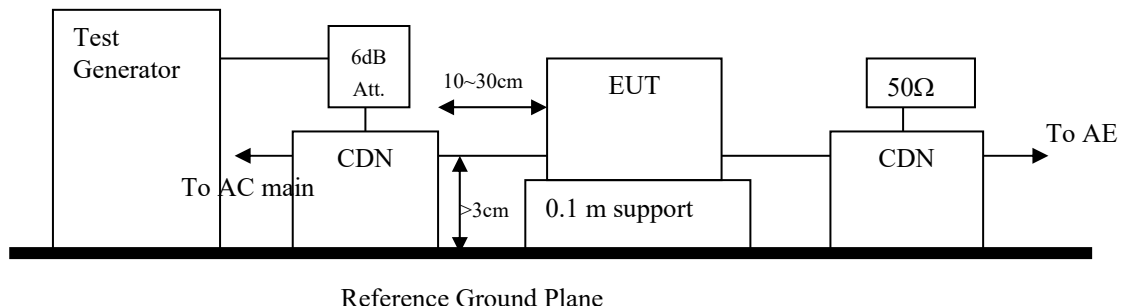 Test
Generator
6dB
Att.
10~30cm
EUT
50Ω
CDN
CDN
To AE
To AC main
>3cm
0.1 m support
Reference Ground Plane